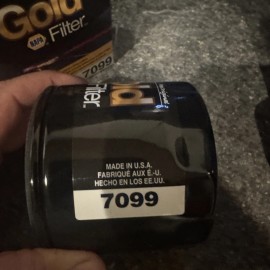 Gold
Filter.
7099
Filter.
MADE IN U.S.A.
FABRIQUÉ AUX É.-U.
HECHO EN LOS EE.UU.
7099